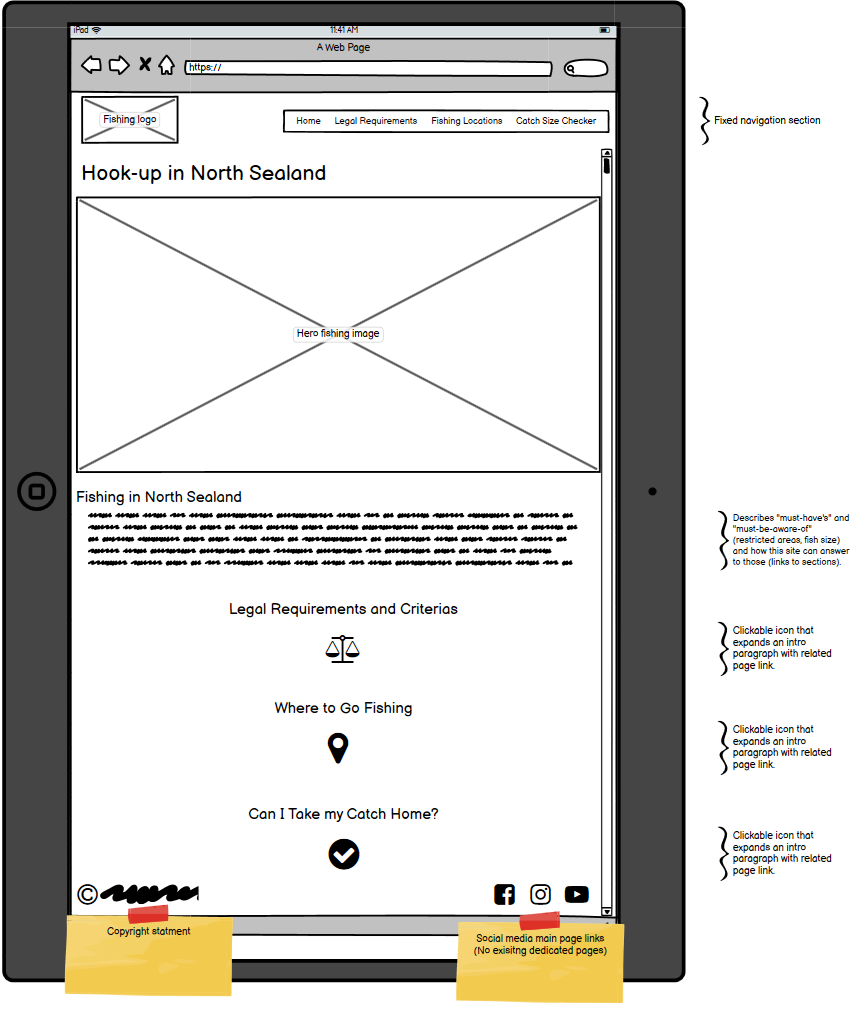 iPad 11:41 AM
A Web Page
https://
Fishing logo
Home Legal Requirements Fishing Locations Catch Size Checker
Fixed navigation section
Hook-up in North Sealand
Hero fishing image
Fishing in North Sealand
Describes "must-have's" and
"must-be-aware-of"
(restricted areas, fish size)
and how this site can answer
to those (links to sections).
Legal Requirements and Criterias
Clickable icon that
expands an intro
paragraph with related
page link.
Where to Go Fishing
Clickable icon that
expands an intro
paragraph with related
page link.
Can I Take my Catch Home?
Clickable icon that
expands an intro
paragraph with related
page link.
©
Copyright statment
Social media main page links
(No exisitng dedicated pages)